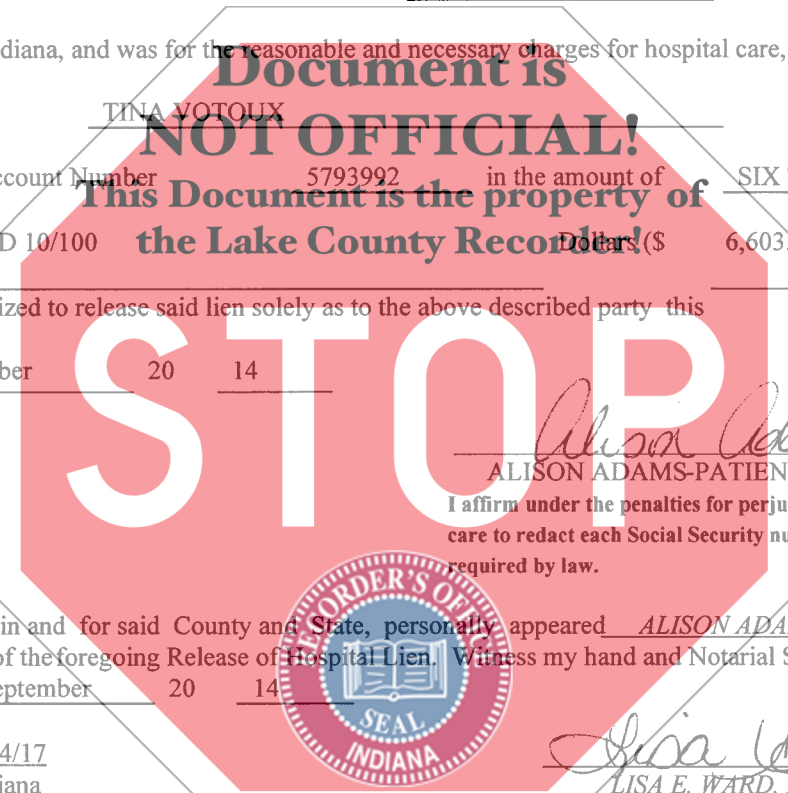 diana, and was for the reasonable and necessary charges for hospital care,
Document is
TINA VOTOUX
NOT OFFICIAL!
ccount Number 5793992 in the amount of SIX
This Document is the property of
D 10/100 Dollars ($ 6,603.
the Lake County Recorder!
ized to release said lien solely as to the above described party this
STOP
ber 20 14
Alison Ad
ALISON ADAMS-PATIEN
I affirm under the penalties for perju
care to redact each Social Security nu
required by law.
in and for said County and State, personally appeared ALISON ADA
of the foregoing Release of Hospital Lien. Witness my hand and Notarial S
eptember 20 14
SEAL
INDIANA
4/17
diana
Lisa
LISA E. WARD,